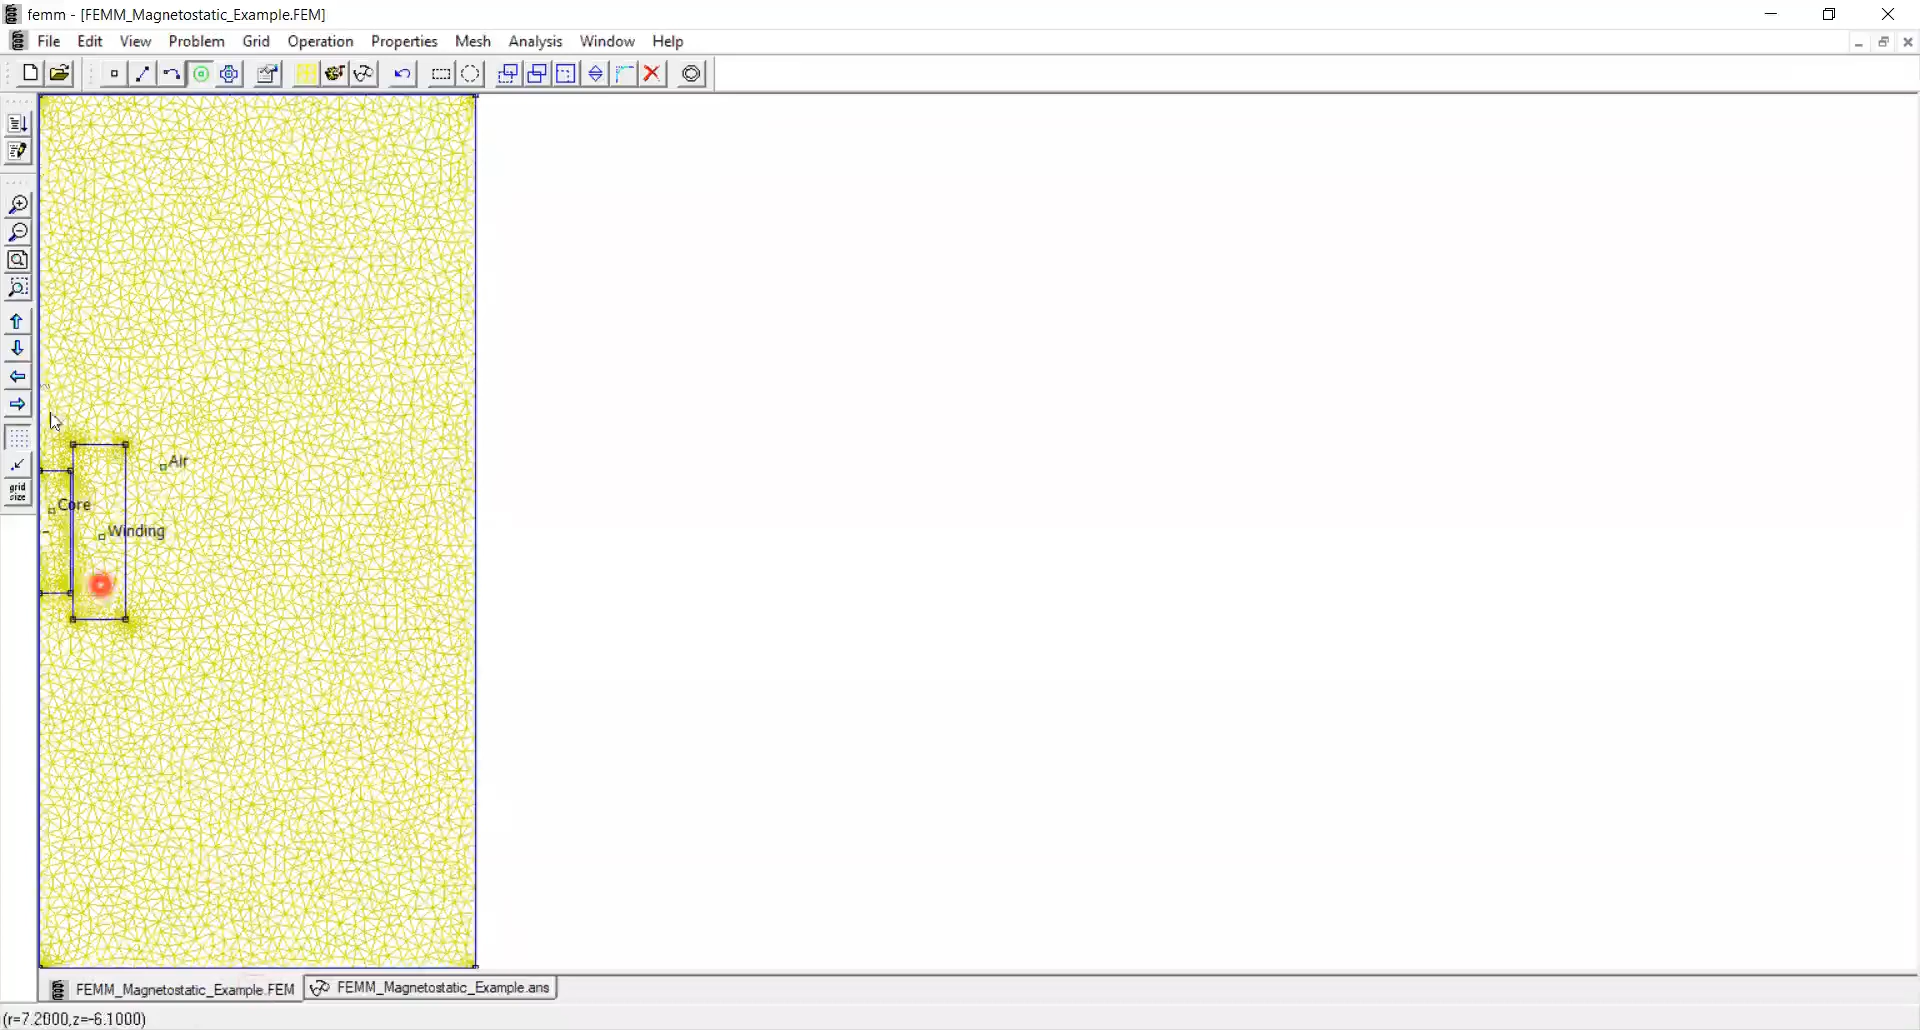 femm - [FEMM_Magnetostatic_Example.FEM]
File Edit View Problem Grid Operation Properties Mesh Analysis Window Help
Air
grid
size
Core
Winding
FEMM_Magnetostatic_Example.FEM FEMM_Magnetostatic_Example.ans
(r=7.2000,z=-6.1000)